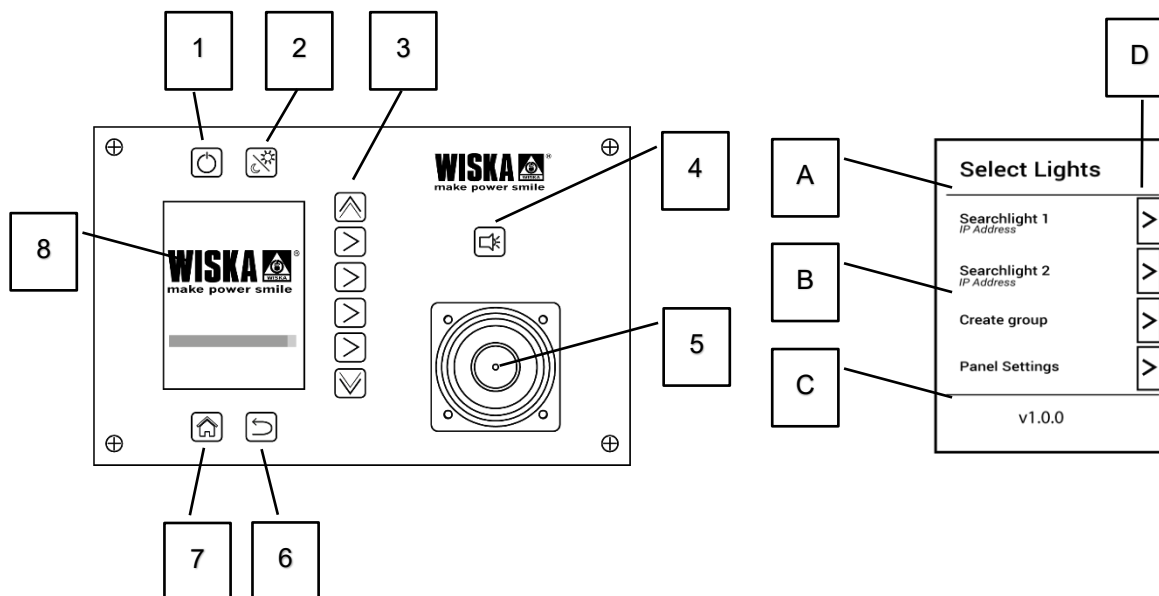 1
2
3
D
4
A
8
B
5
C
7
6
WISKA®
make power smile
WISKA®
WISKA
make power smile
Select Lights
Searchlight 1
IP Address
Searchlight 2
IP Address
Create group
Panel Settings
v1.0.0